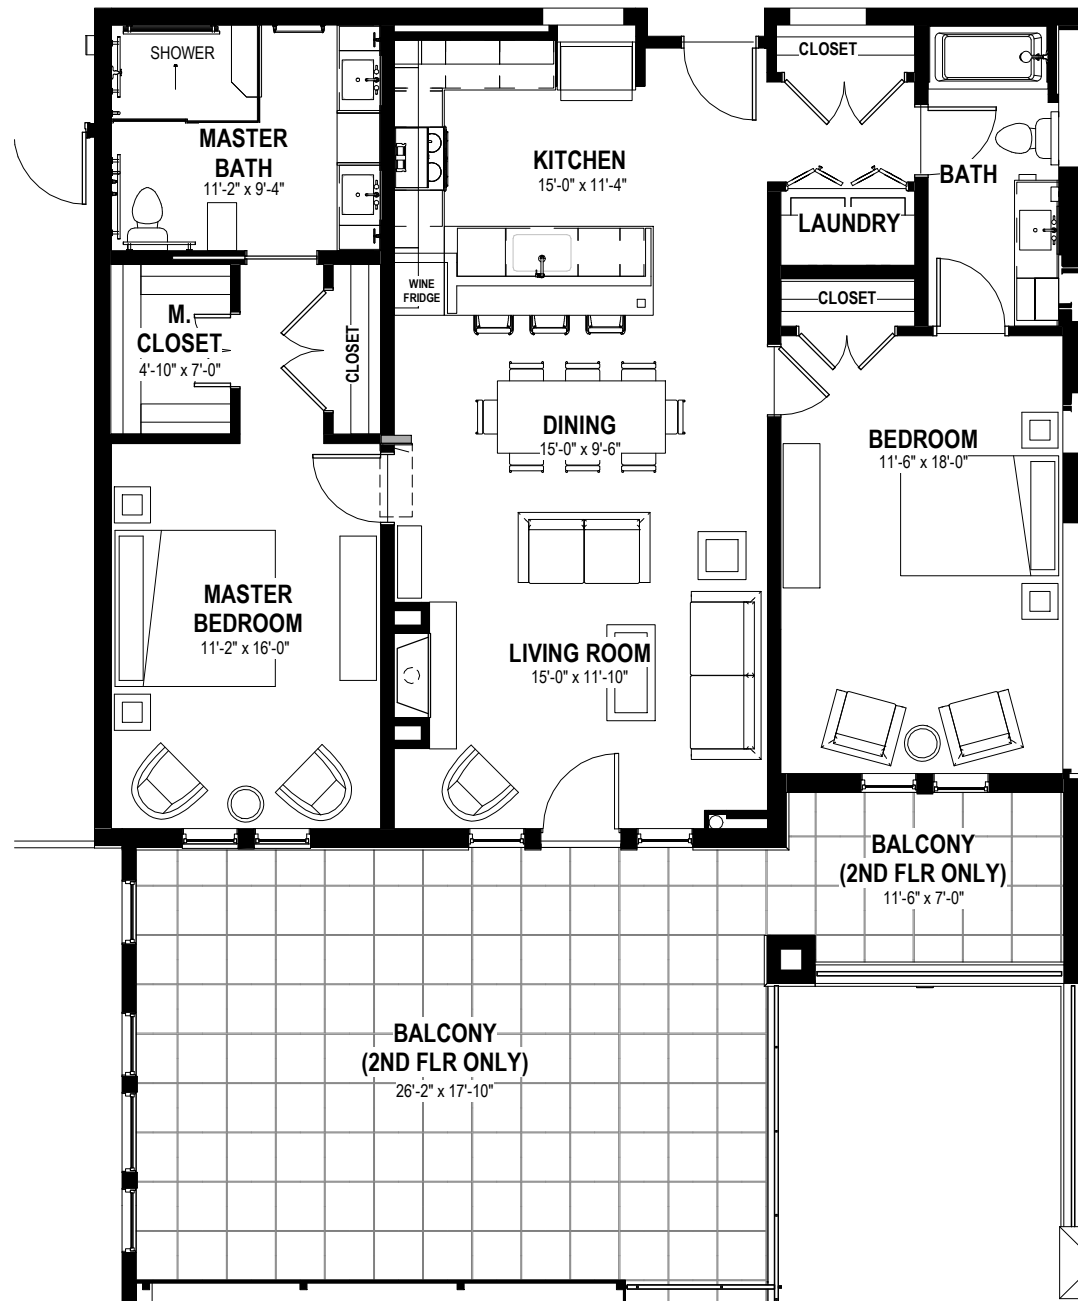 SHOWER
MASTER
BATH
11'-2" x 9'-4"
KITCHEN
15'-0" x 11'-4"
CLOSET
BATH
LAUNDRY
WINE
FRIDGE
CLOSET
M.
CLOSET
4'-10" x 7'-0"
CLOSET
DINING
15'-0" x 9'-6"
BEDROOM
11'-6" x 18'-0"
MASTER
BEDROOM
11'-2" x 16'-0"
LIVING ROOM
15'-0" x 11'-10"
BALCONY
(2ND FLR ONLY)
11'-6" x 7'-0"
BALCONY
(2ND FLR ONLY)
26'-2" x 17'-10"